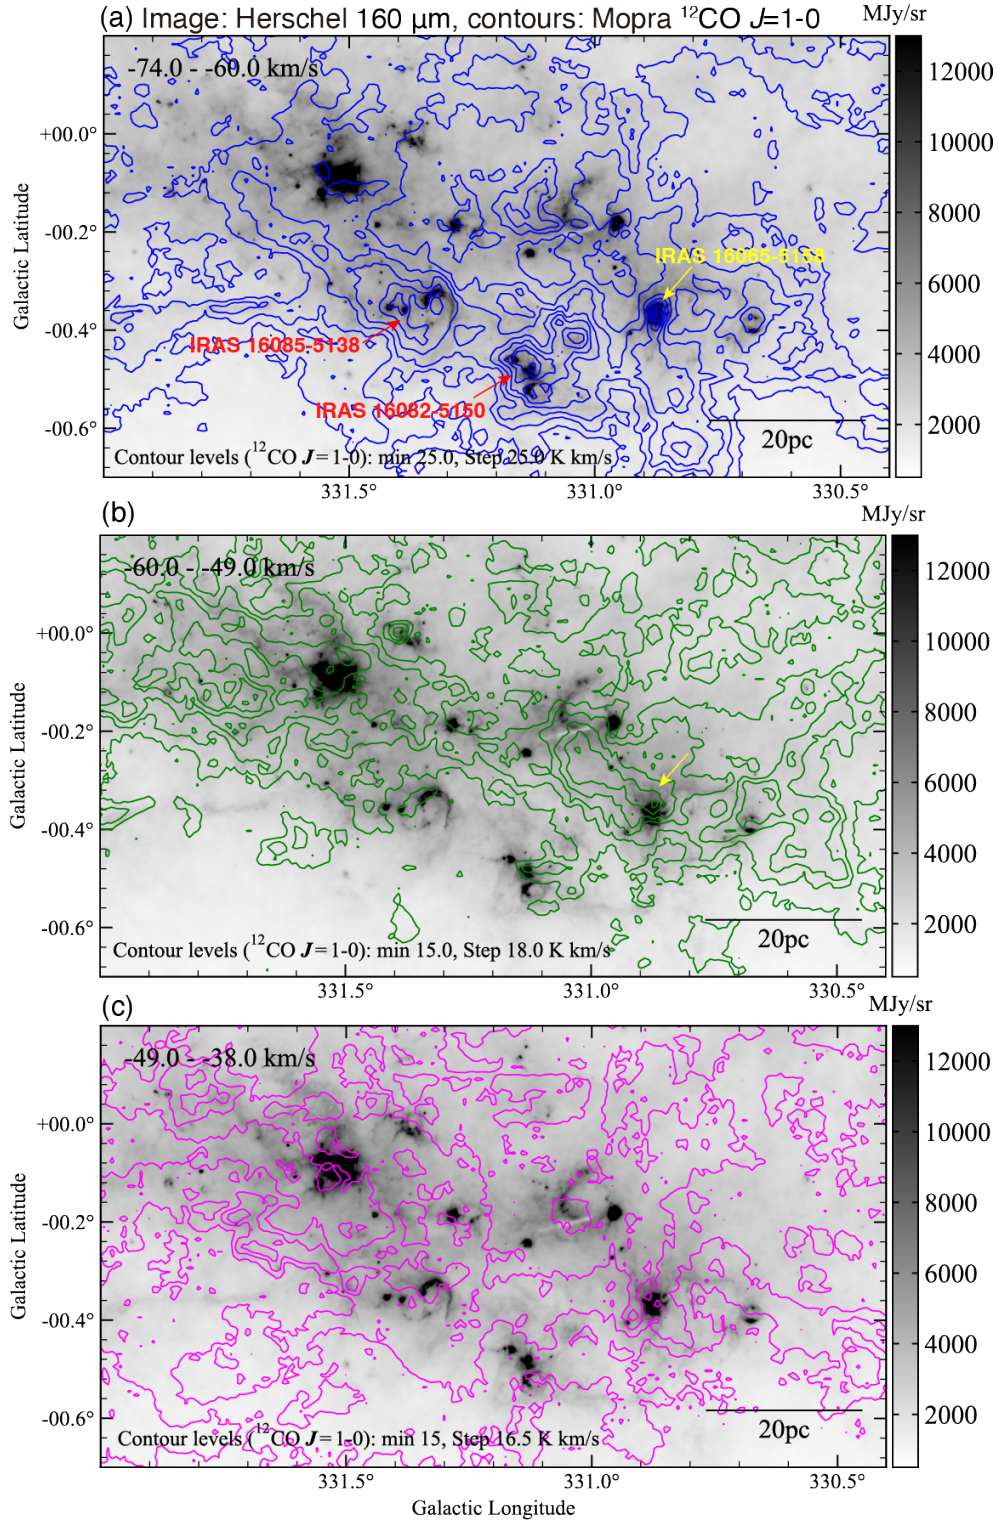 (a) Image: Herschel 160 μm, contours: Mopra ¹²CO J=1-0
MJy/sr
-74.0 - -60.0 km/s
12000
10000
8000
6000
4000
2000
+00.0°
-00.2°
-00.4°
-00.6°
Galactic Latitude
IRAS 16065-5158
IRAS 16085-5138
IRAS 16082-5150
20pc
Contour levels (¹²CO J=1-0): min 25.0, Step 25.0 K km/s
331.5°
331.0°
330.5°
(b)
MJy/sr
-60.0 - -49.0 km/s
12000
10000
8000
6000
4000
2000
+00.0°
-00.2°
-00.4°
-00.6°
Galactic Latitude
20pc
Contour levels (¹²CO J=1-0): min 15.0, Step 18.0 K km/s
331.5°
331.0°
330.5°
(c)
MJy/sr
-49.0 - -38.0 km/s
12000
10000
8000
6000
4000
2000
+00.0°
-00.2°
-00.4°
-00.6°
Galactic Latitude
20pc
Contour levels (¹²CO J=1-0): min 15, Step 16.5 K km/s
331.5°
331.0°
330.5°
Galactic Longitude